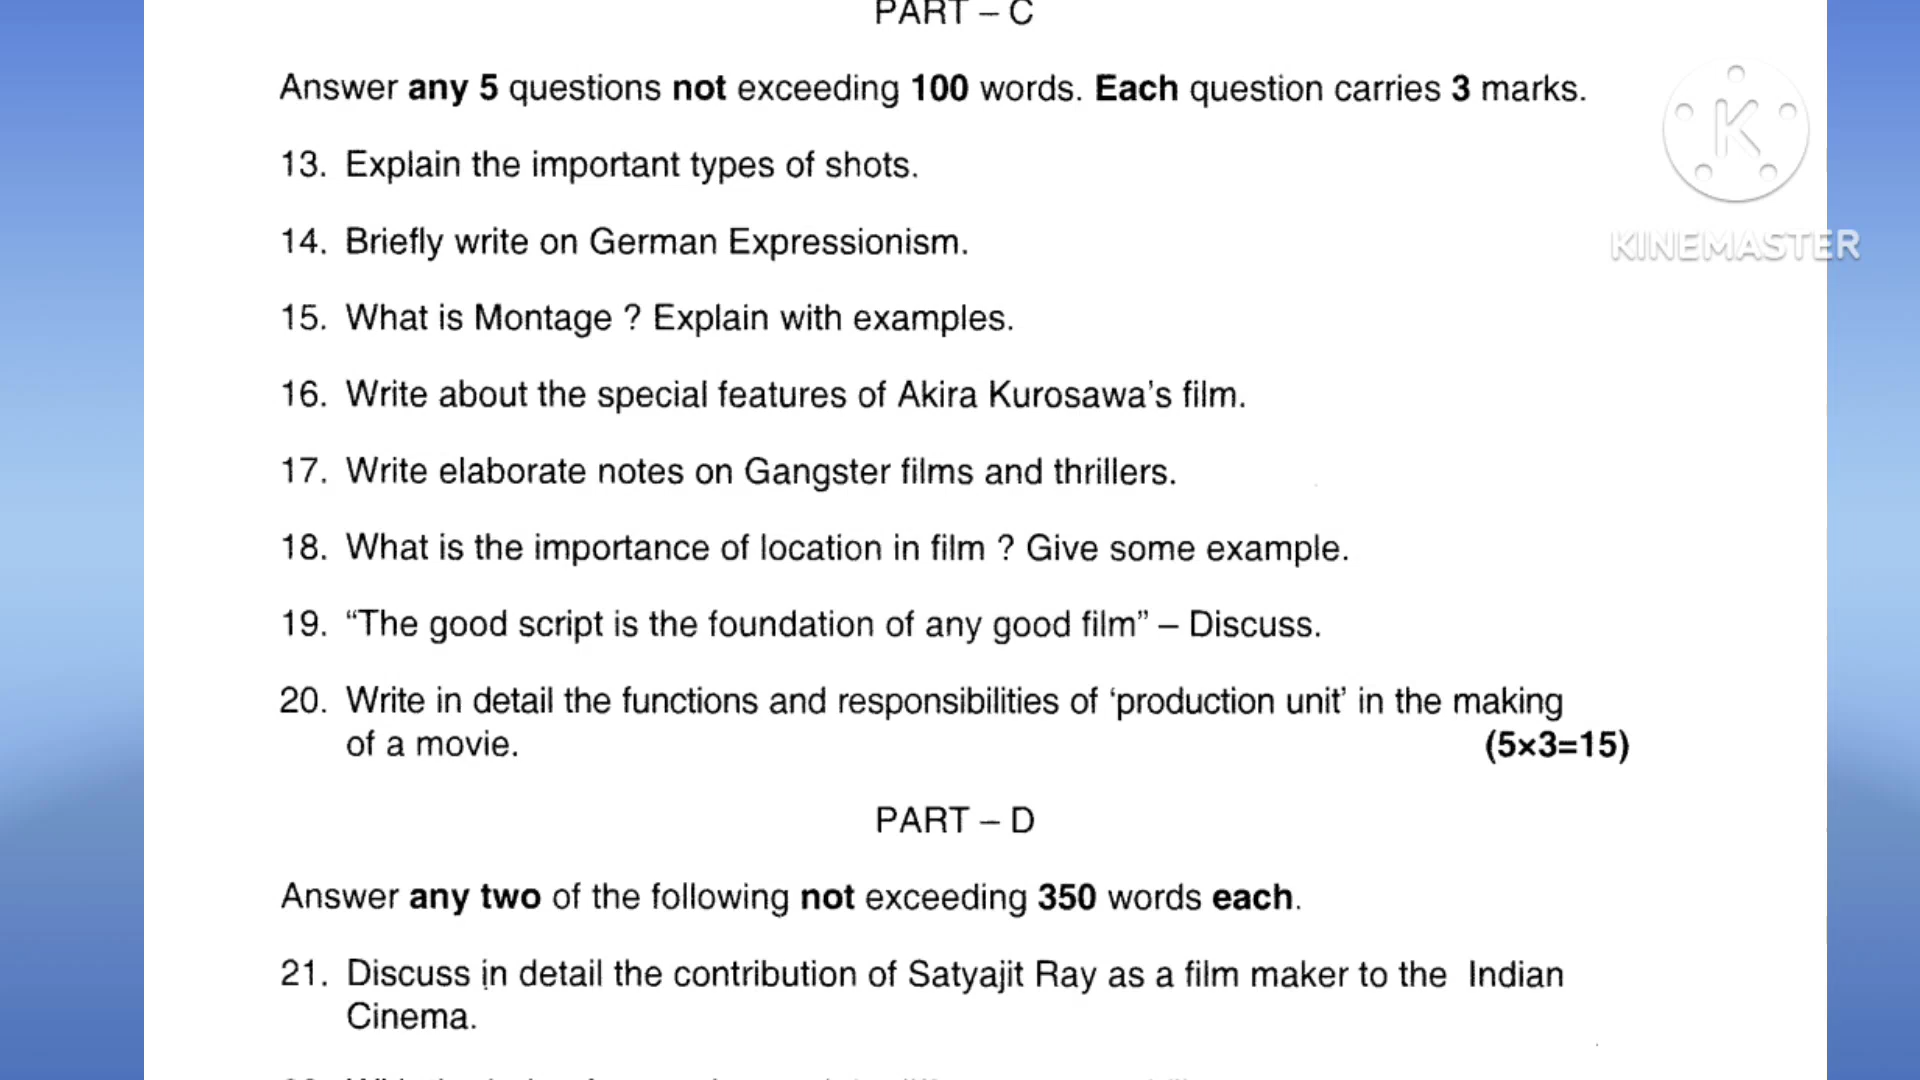 PART – C
Answer any 5 questions not exceeding 100 words. Each question carries 3 marks.
13. Explain the important types of shots.
14. Briefly write on German Expressionism.
15. What is Montage ? Explain with examples.
16. Write about the special features of Akira Kurosawa's film.
17. Write elaborate notes on Gangster films and thrillers.
18. What is the importance of location in film ? Give some example.
19. “The good script is the foundation of any good film” – Discuss.
20. Write in detail the functions and responsibilities of ‘production unit’ in the making
of a movie. (5×3=15)
PART – D
Answer any two of the following not exceeding 350 words each.
21. Discuss in detail the contribution of Satyajit Ray as a film maker to the Indian
Cinema.
K
KINEMASTER